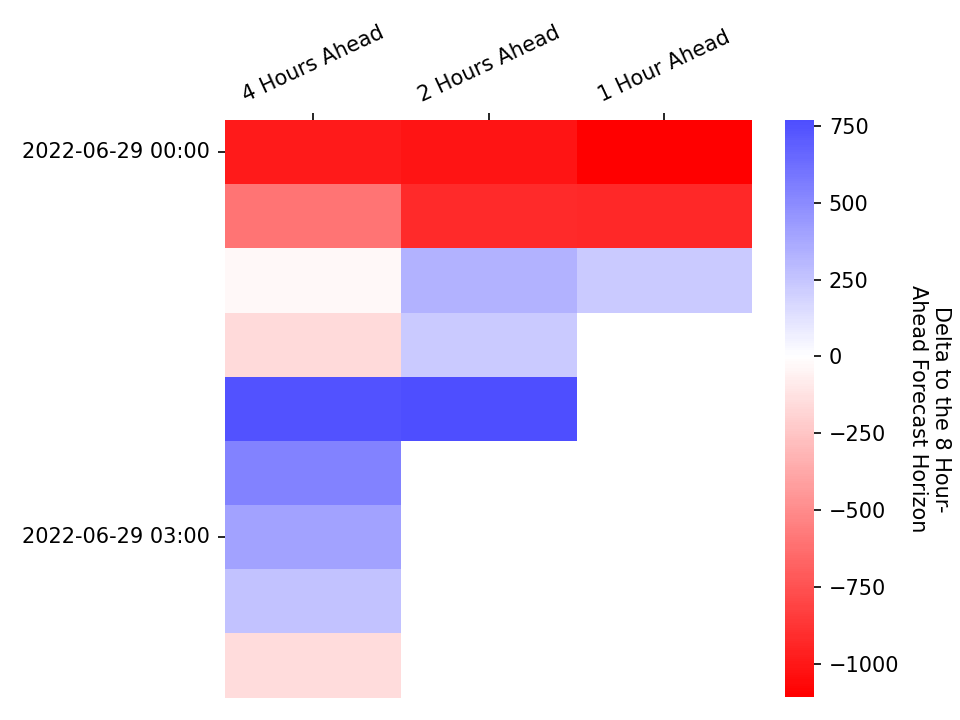 4 Hours Ahead
2 Hours Ahead
1 Hour Ahead
2022-06-29 00:00
2022-06-29 03:00
750
500
250
0
−250
−500
−750
−1000
Delta to the 8 Hour-
Ahead Forecast Horizon